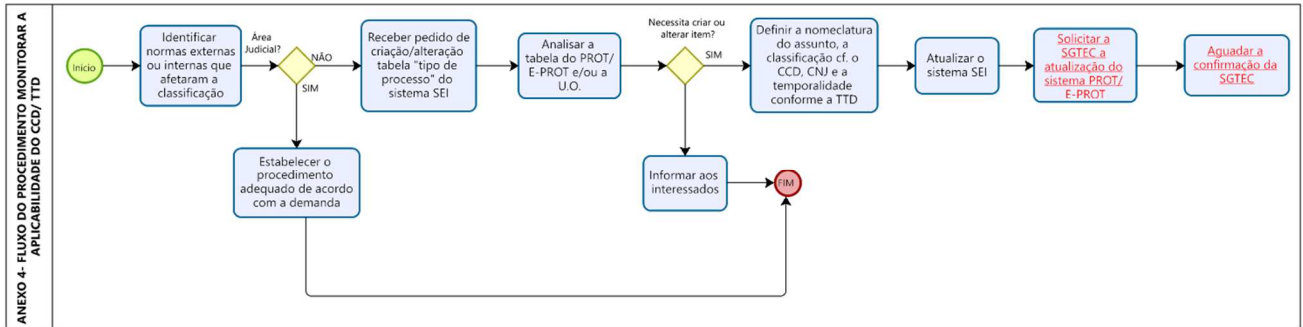 ANEXO 4- FLUXO DO PROCEDIMENTO MONITORAR A
APLICABILIDADE DO CCD/ TTD
Início
Identificar
normas externas
ou internas que
afetaram a
classificação
Área
Judicial?
NÃO
SIM
Receber pedido de
criação/alteração
tabela "tipo de
processo" do
sistema SEI
Analisar a
tabela do PROT/
E-PROT e/ou a
U.O.
Necessita criar ou
alterar item?
SIM
Definir a nomeclatura
do assunto, a
classificação cf. o
CCD, CNJ e a
temporalidade
conforme a TTD
Atualizar o
sistema SEI
Solicitar a
SGTEC a
atualização do
sistema PROT/
E-PROT
Aguadar a
confirmação da
SGTEC
Estabelecer o
procedimento
adequado de acordo
com a demanda
Informar aos
interessados
FIM